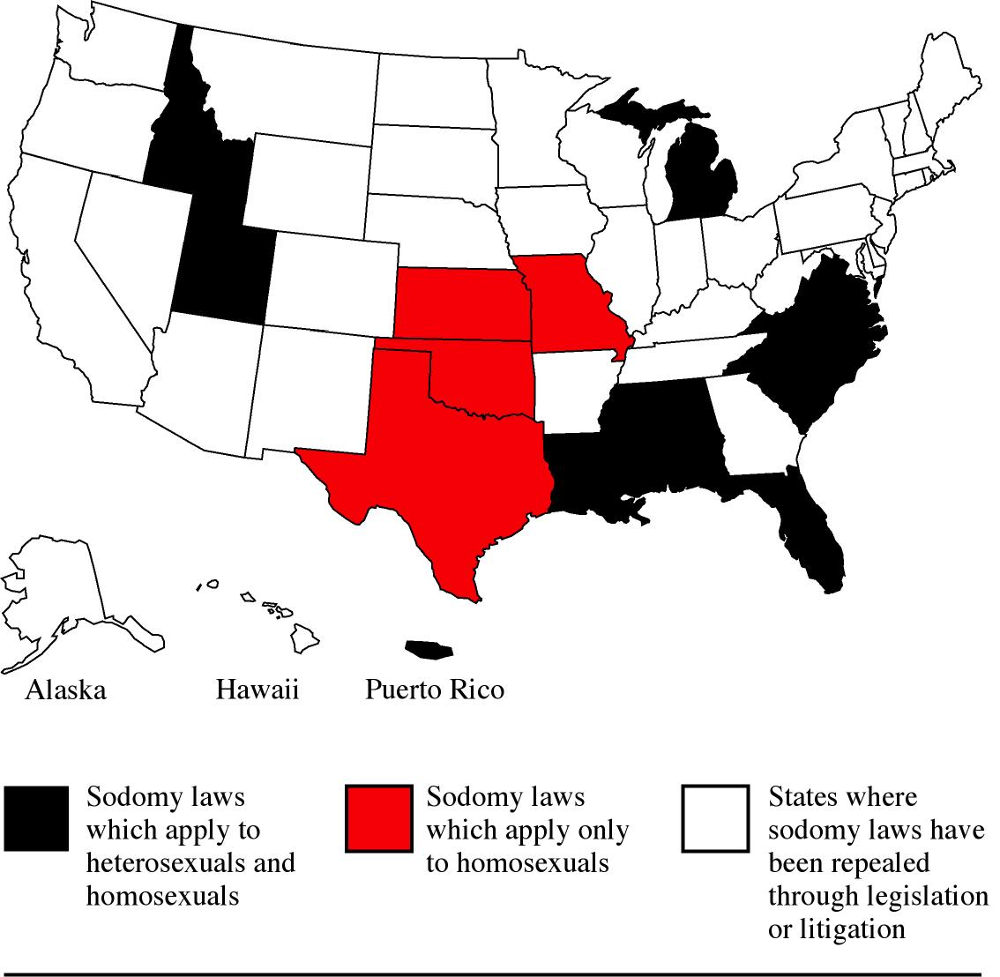 Alaska
Hawaii
Puerto Rico
Sodomy laws
which apply to
heterosexuals and
homosexuals
Sodomy laws
which apply only
to homosexuals
States where
sodomy laws have
been repealed
through legislation
or litigation